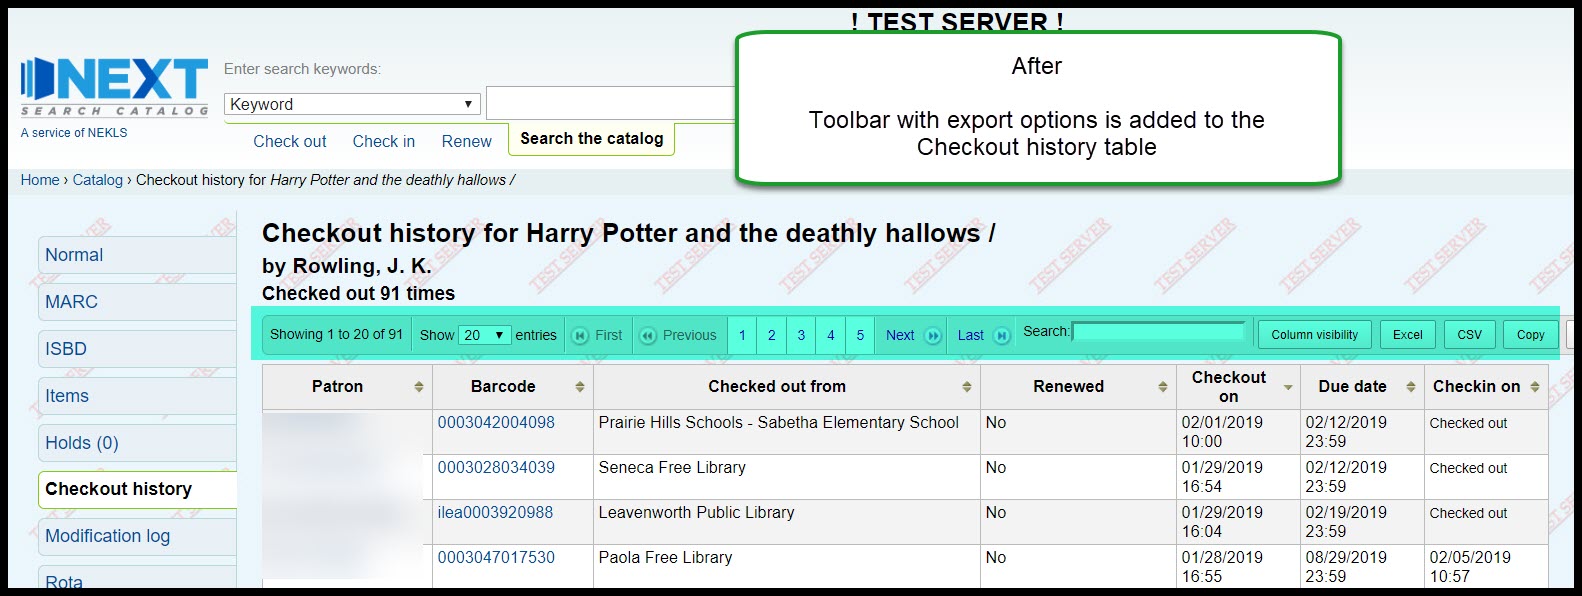 ! TEST SERVER !
After
Toolbar with export options is added to the
Checkout history table
NEXT
SEARCH CATALOG
A service of NEKLS
Enter search keywords:
Keyword
Check out Check in Renew Search the catalog
Home › Catalog › Checkout history for Harry Potter and the deathly hallows /
Normal
MARC
ISBD
Items
Holds (0)
Checkout history
Modification log
Rota
Checkout history for Harry Potter and the deathly hallows /
by Rowling, J. K.
Checked out 91 times
Showing 1 to 20 of 91 Show 20 entries First Previous 1 2 3 4 5 Next Last Search: Column visibility Excel CSV Copy
Patron Barcode Checked out from Renewed Checkout on Due date Checkin on
0003042004098 Prairie Hills Schools - Sabetha Elementary School No 02/01/2019 10:00 02/12/2019 23:59 Checked out
0003028034039 Seneca Free Library No 01/29/2019 16:54 02/12/2019 23:59 Checked out
ilea0003920988 Leavenworth Public Library No 01/29/2019 16:04 02/19/2019 23:59 Checked out
0003047017530 Paola Free Library No 01/28/2019 16:55 08/29/2019 23:59 02/05/2019 10:57
TEST SERVER